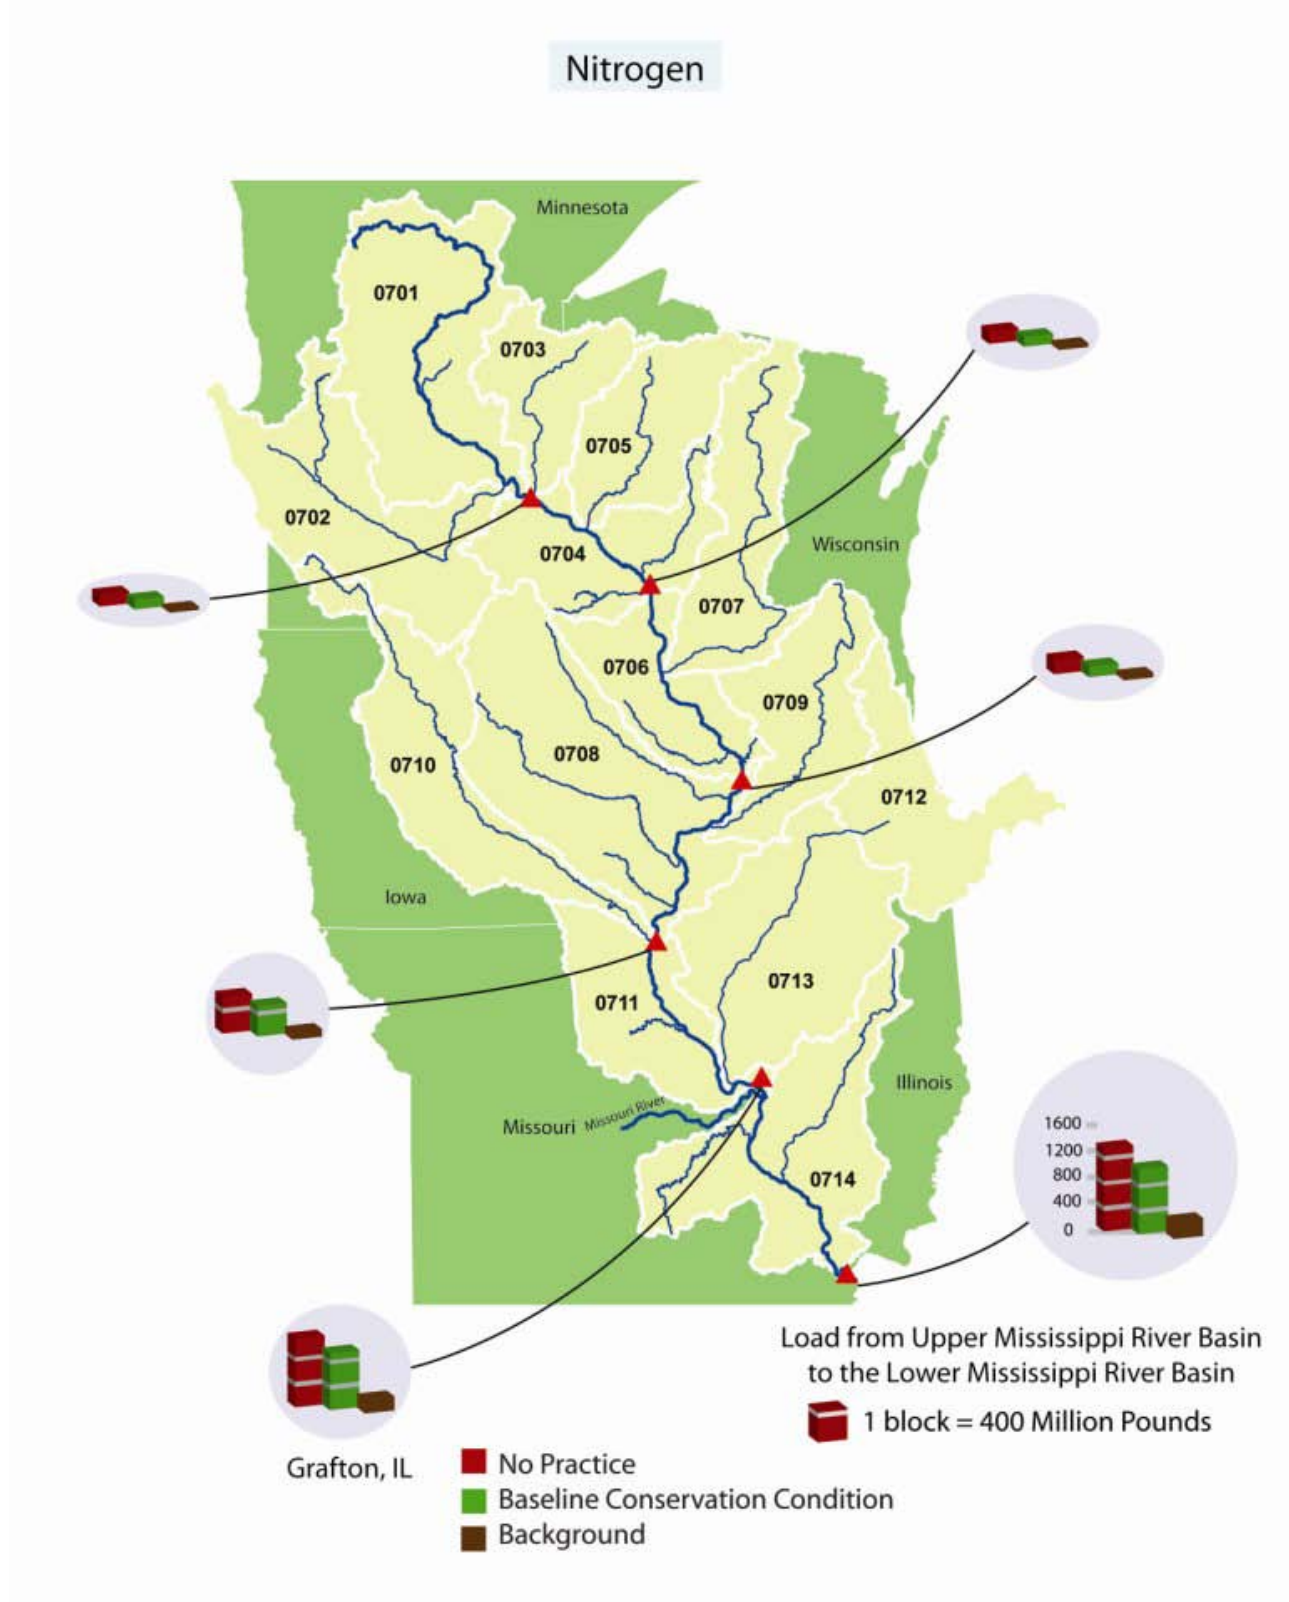 Nitrogen
Minnesota
0701
0703
0705
0702
Wisconsin
0704
0707
0706
0709
0708
0710
0712
Iowa
0713
0711
Illinois
Missouri
Missouri River
1600
1200
800
400
0
0714
Load from Upper Mississippi River Basin
to the Lower Mississippi River Basin
1 block = 400 Million Pounds
Grafton, IL
No Practice
Baseline Conservation Condition
Background